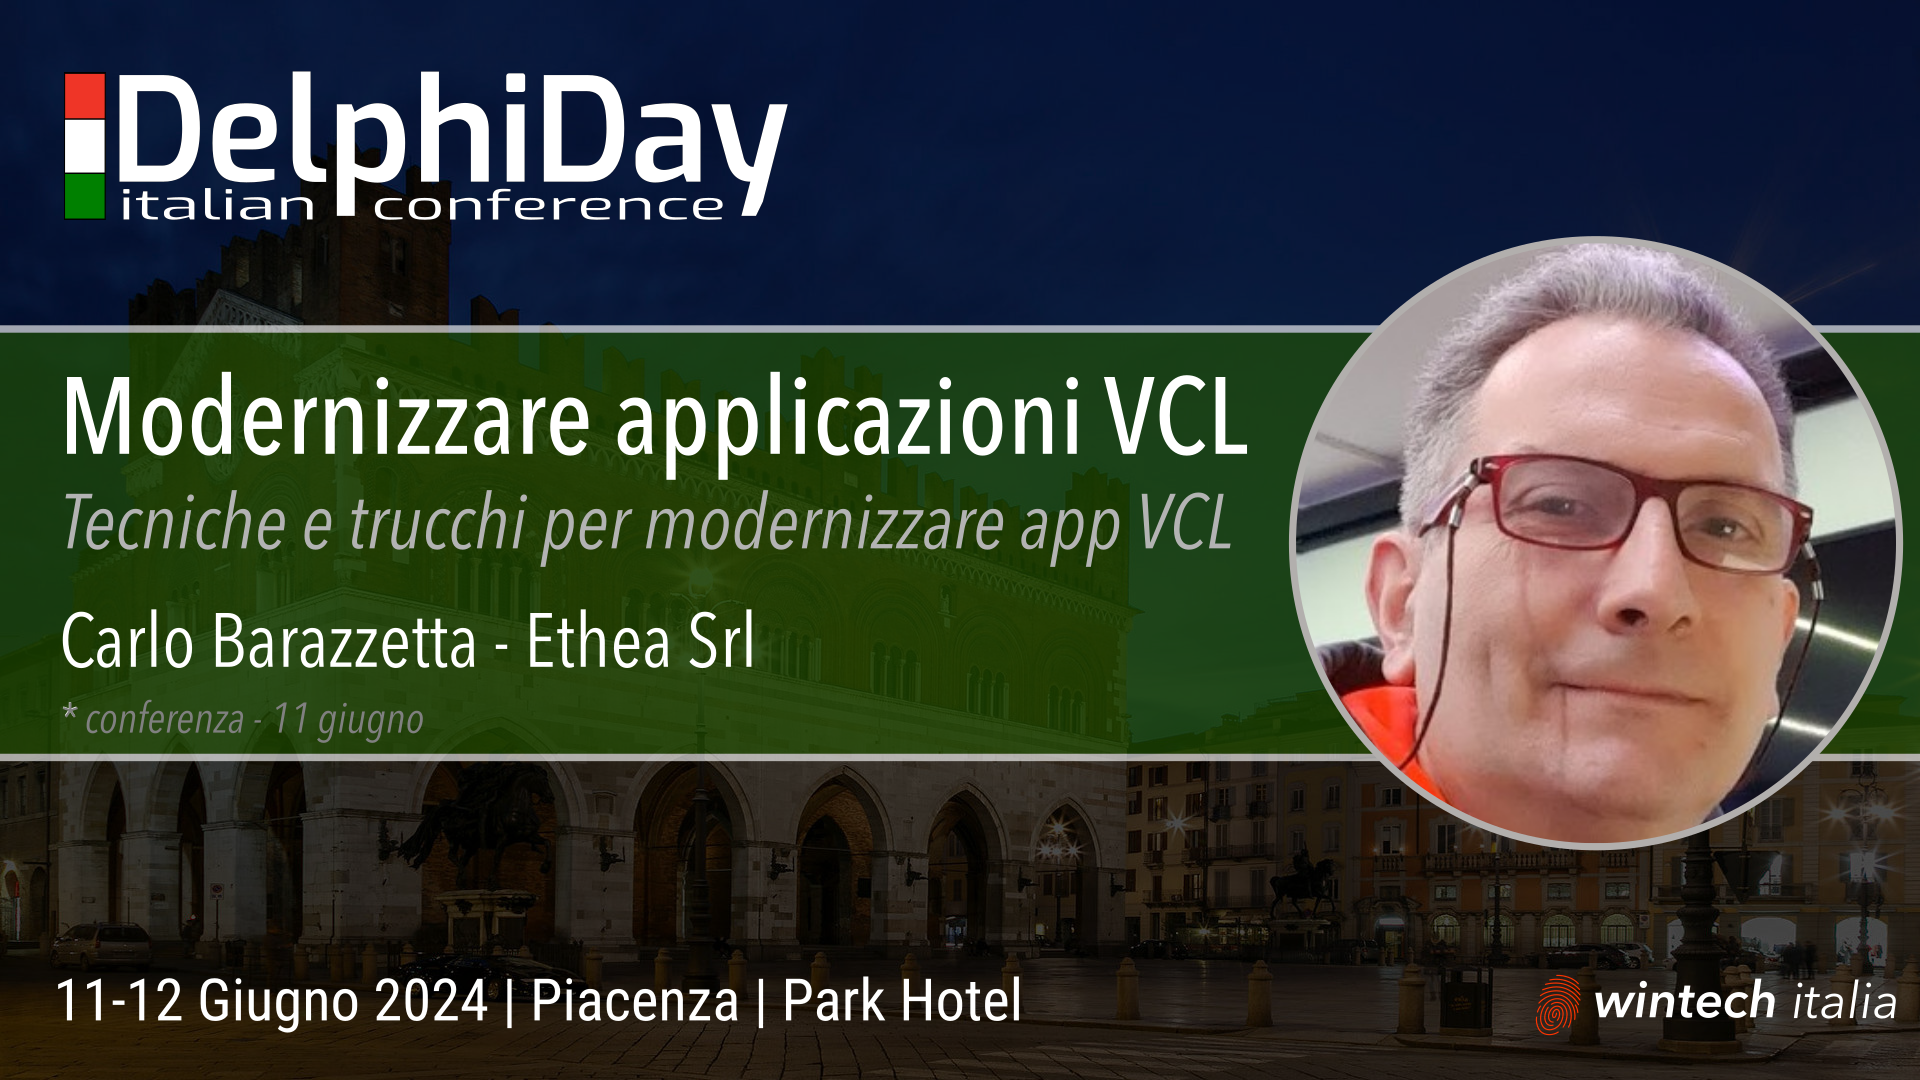 DelphiDay
italian conference
Modernizzare applicazioni VCL
Tecniche e trucchi per modernizzare app VCL
Carlo Barazzetta - Ethea Srl
* conferenza - 11 giugno
11-12 Giugno 2024 | Piacenza | Park Hotel
wintech italia